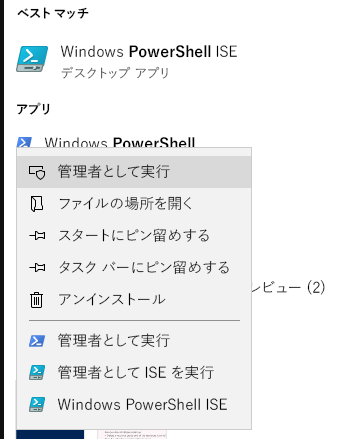 ベスト マッチ
Windows PowerShell ISE
デスクトップ アプリ
アプリ
Windows PowerShell
管理者として実行
ファイルの場所を開く
スタートにピン留めする
タスク バーにピン留めする
アンインストール
レビュー (2)
管理者として実行
管理者として ISE を実行
Windows PowerShell ISE